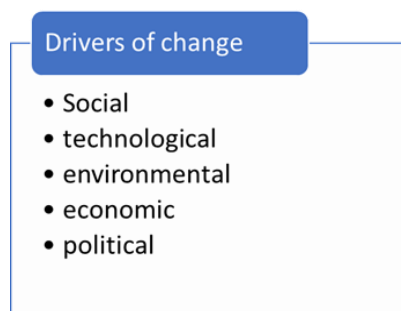 Drivers of change
• Social
• technological
• environmental
• economic
• political